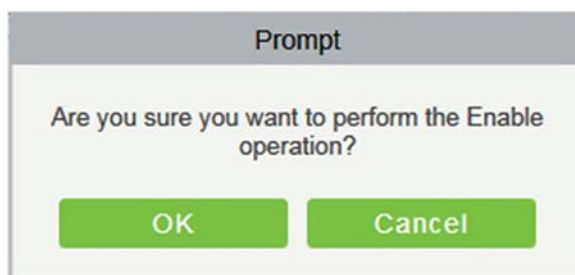 Prompt
Are you sure you want to perform the Enable
operation?
OK
Cancel